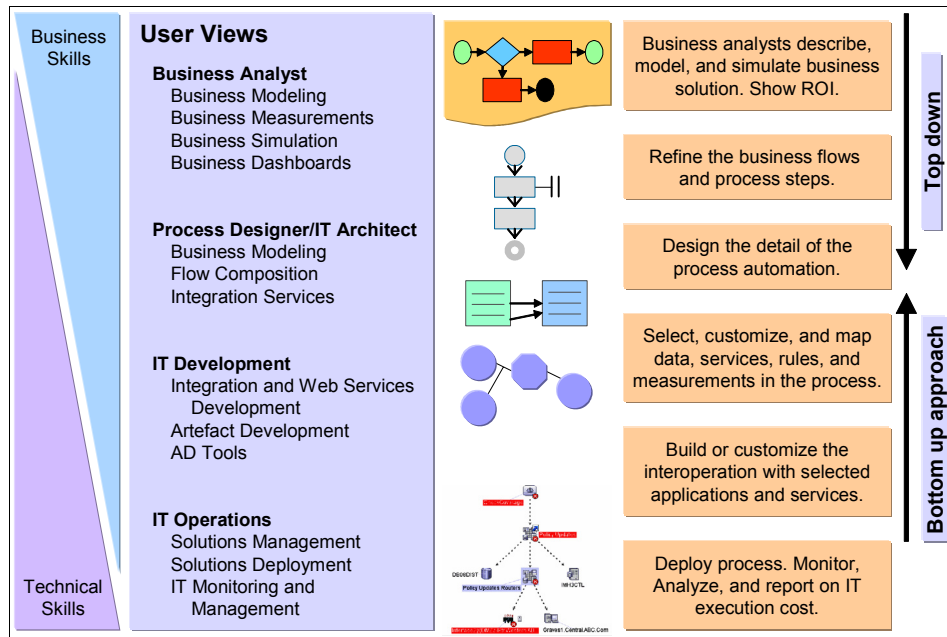 Business
Skills
Technical
Skills
User Views
Business Analyst
Business Modeling
Business Measurements
Business Simulation
Business Dashboards
Process Designer/IT Architect
Business Modeling
Flow Composition
Integration Services
IT Development
Integration and Web Services
Development
Artefact Development
AD Tools
IT Operations
Solutions Management
Solutions Deployment
IT Monitoring and
Management
Policy Updates Routers
Graves1.Central.ABC.Com
Business analysts describe,
model, and simulate business
solution. Show ROI.
Refine the business flows
and process steps.
Design the detail of the
process automation.
Select, customize, and map
data, services, rules, and
measurements in the process.
Build or customize the
interoperation with selected
applications and services.
Deploy process. Monitor,
Analyze, and report on IT
execution cost.
Top down
Bottom up approach